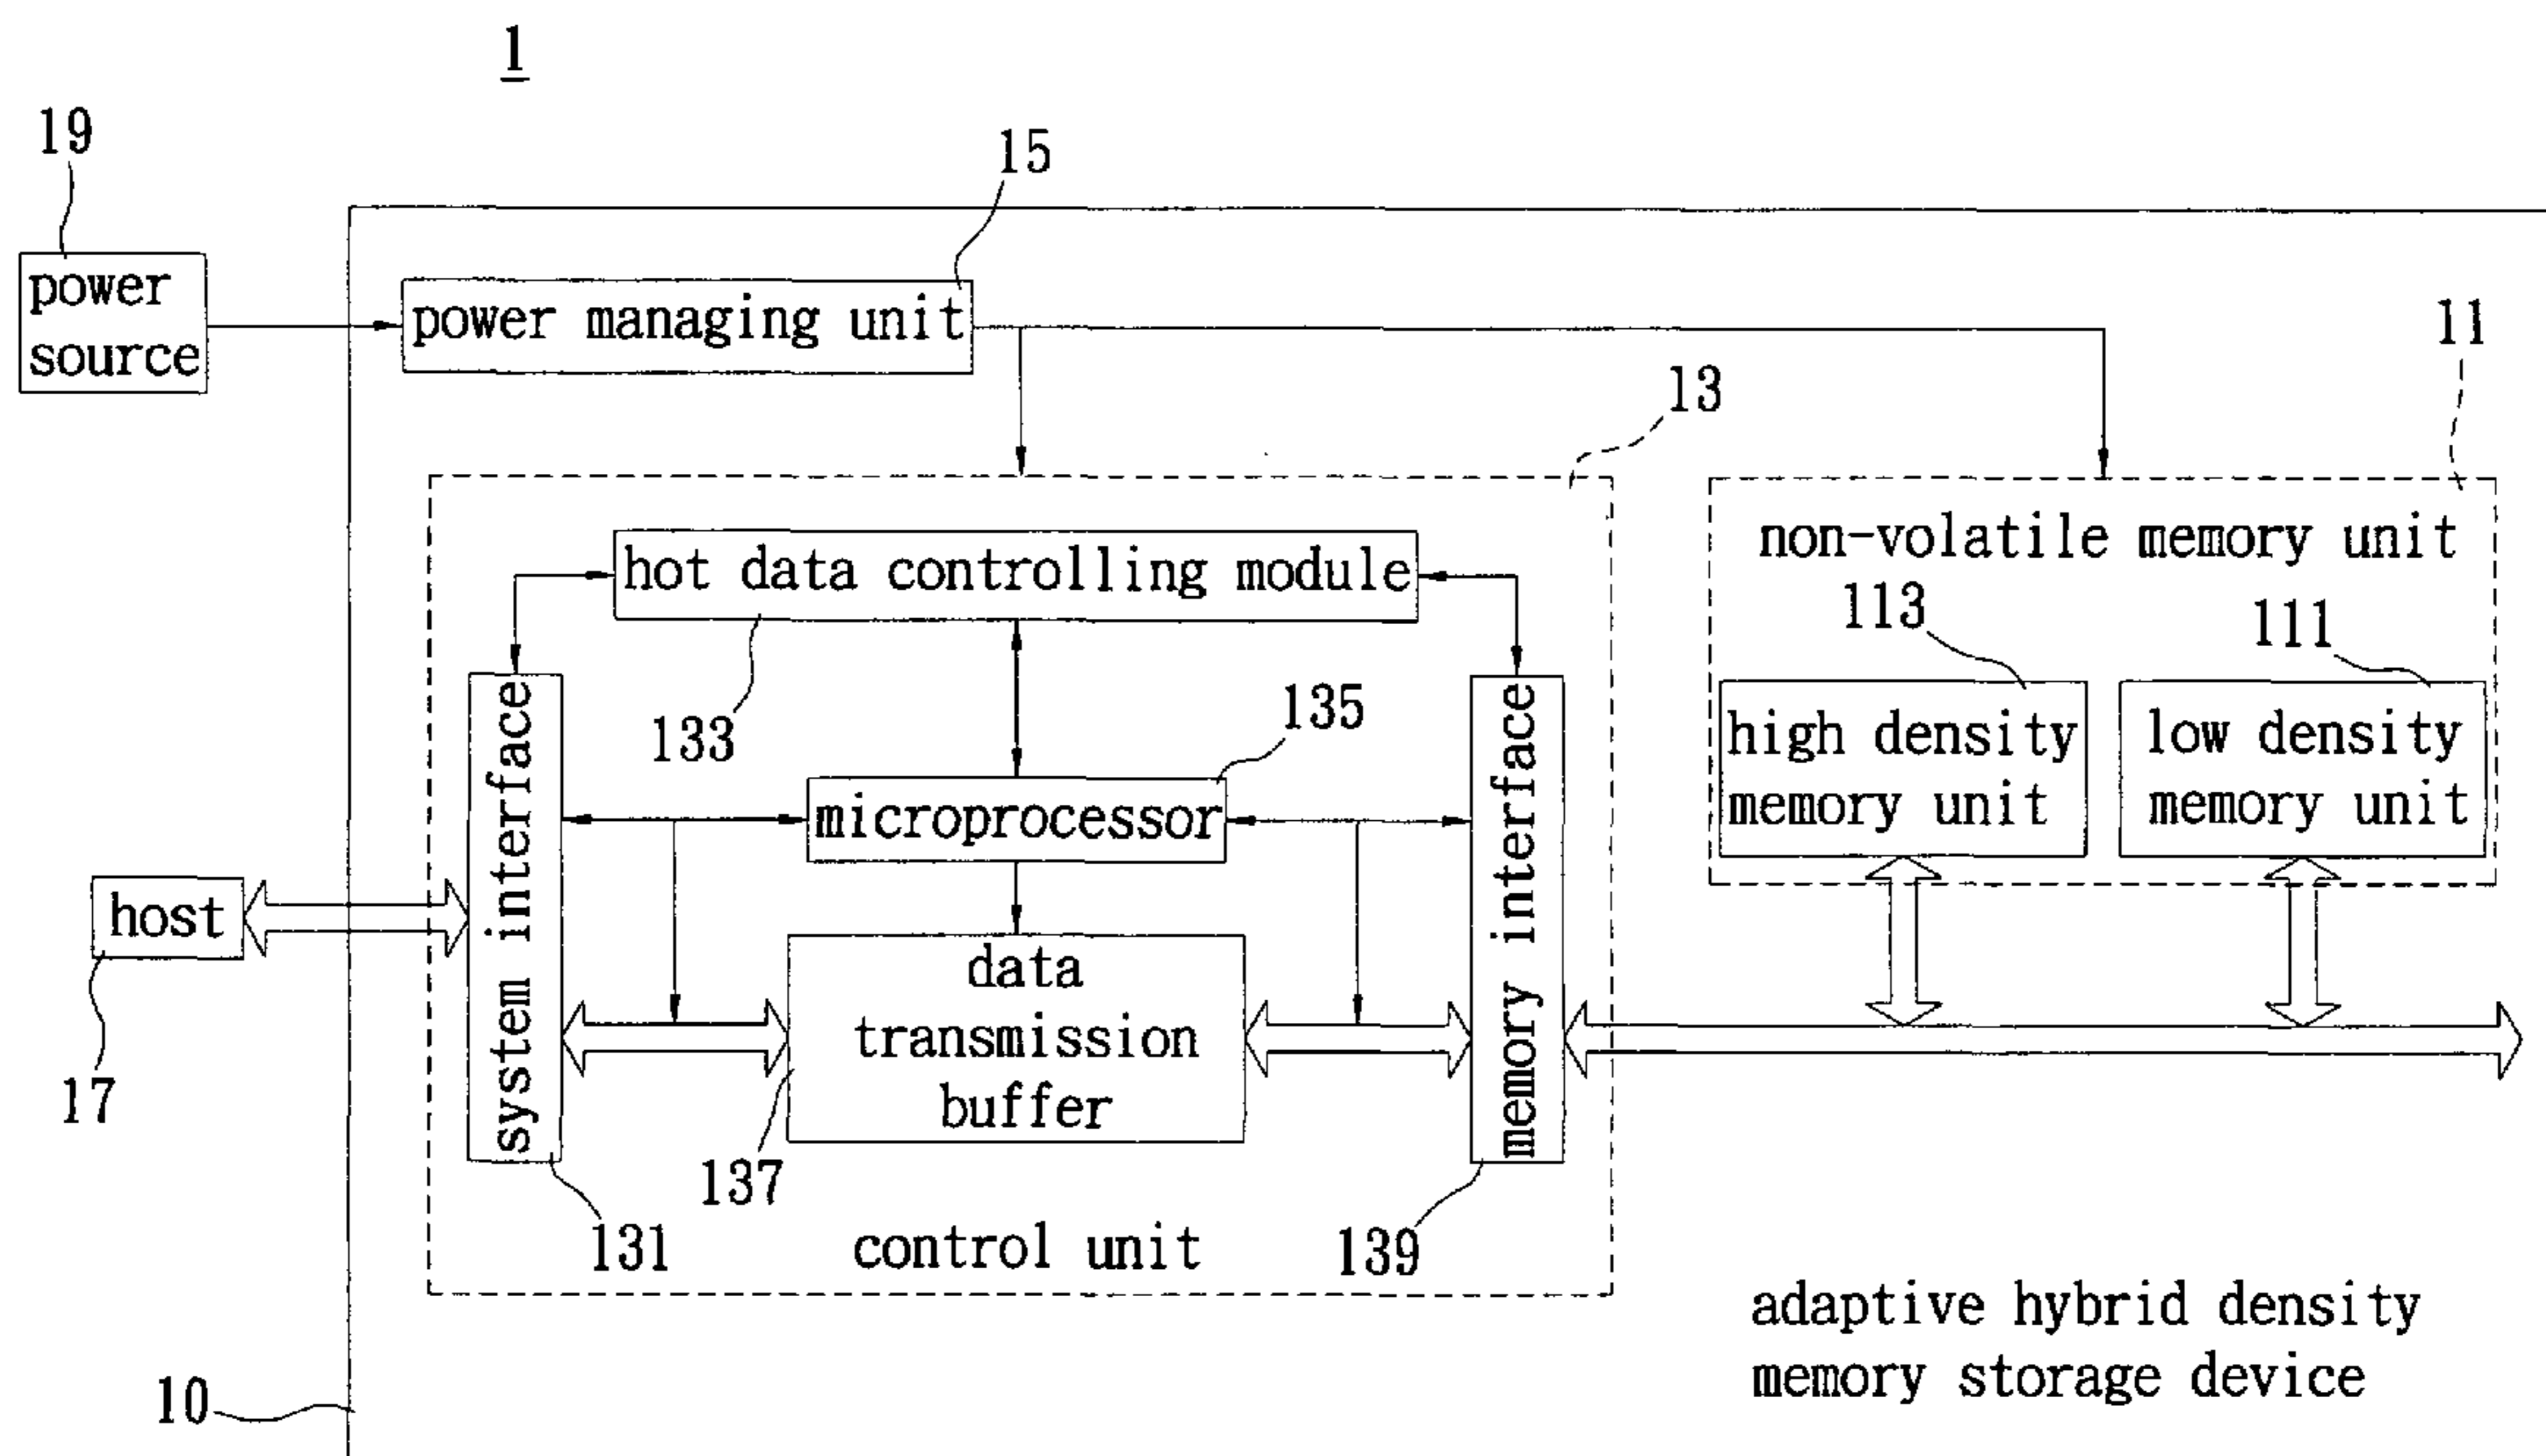 1
19
15
power
source
power managing unit
11
13
non-volatile memory unit
hot data controlling module
113
111
133
135
high density
memory unit
low density
memory unit
system interface
microprocessor
memory interface
host
data
transmission
buffer
17
137
131
control unit
139
adaptive hybrid density
memory storage device
10